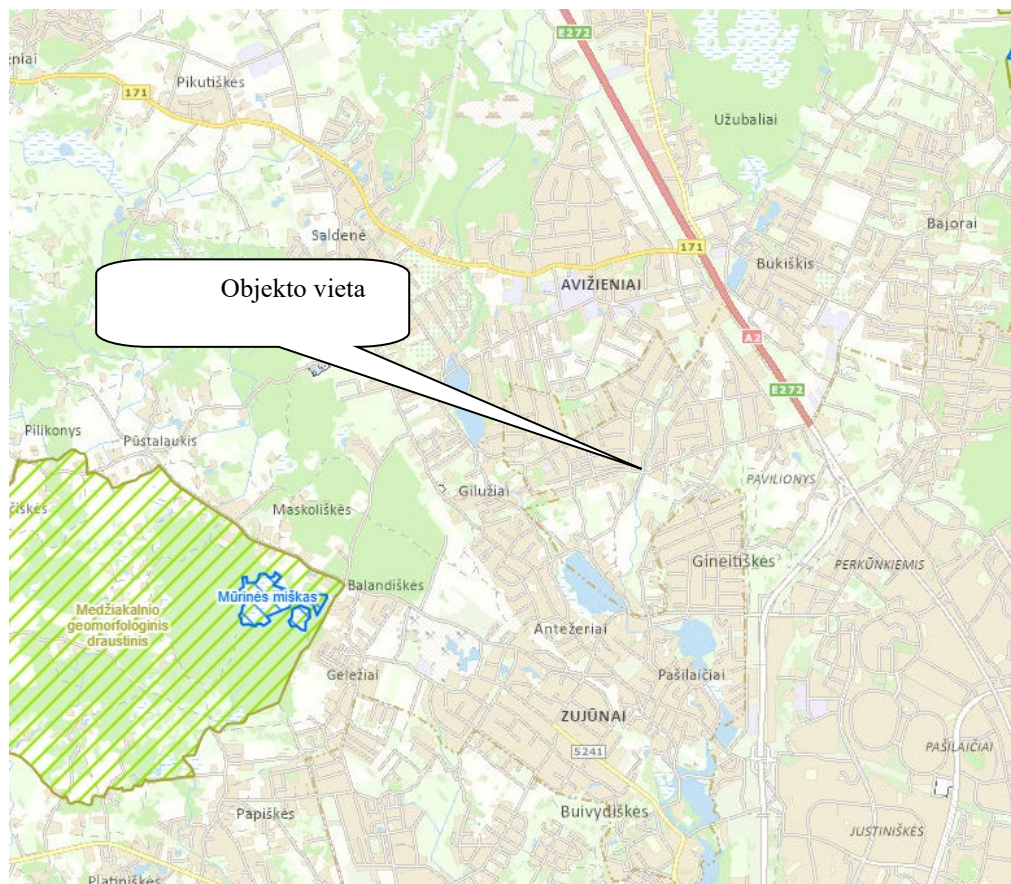 E272
eniai
Pikutiškės
171
Užubaliai
Bajorai
Saldenė
171
Bukiškis
Objekto vieta
AVIŽIENIAI
A2
E272
Pilikonys
Pūstalaukis
PAVILIONYS
Gilužiai
čiškės
Maskoliškės
Gineitiškės
PERKŪNKIEMIS
Balandiškės
Mūrinės miškas
Medžiakalnio
geomorfologinis
draustinis
Antežeriai
Geležiai
Pašilaičiai
ZUJŪNAI
5241
PAŠILAIČIAI
Papiškės
Buivydiškės
JUSTINIŠKĖS
Platiniškės